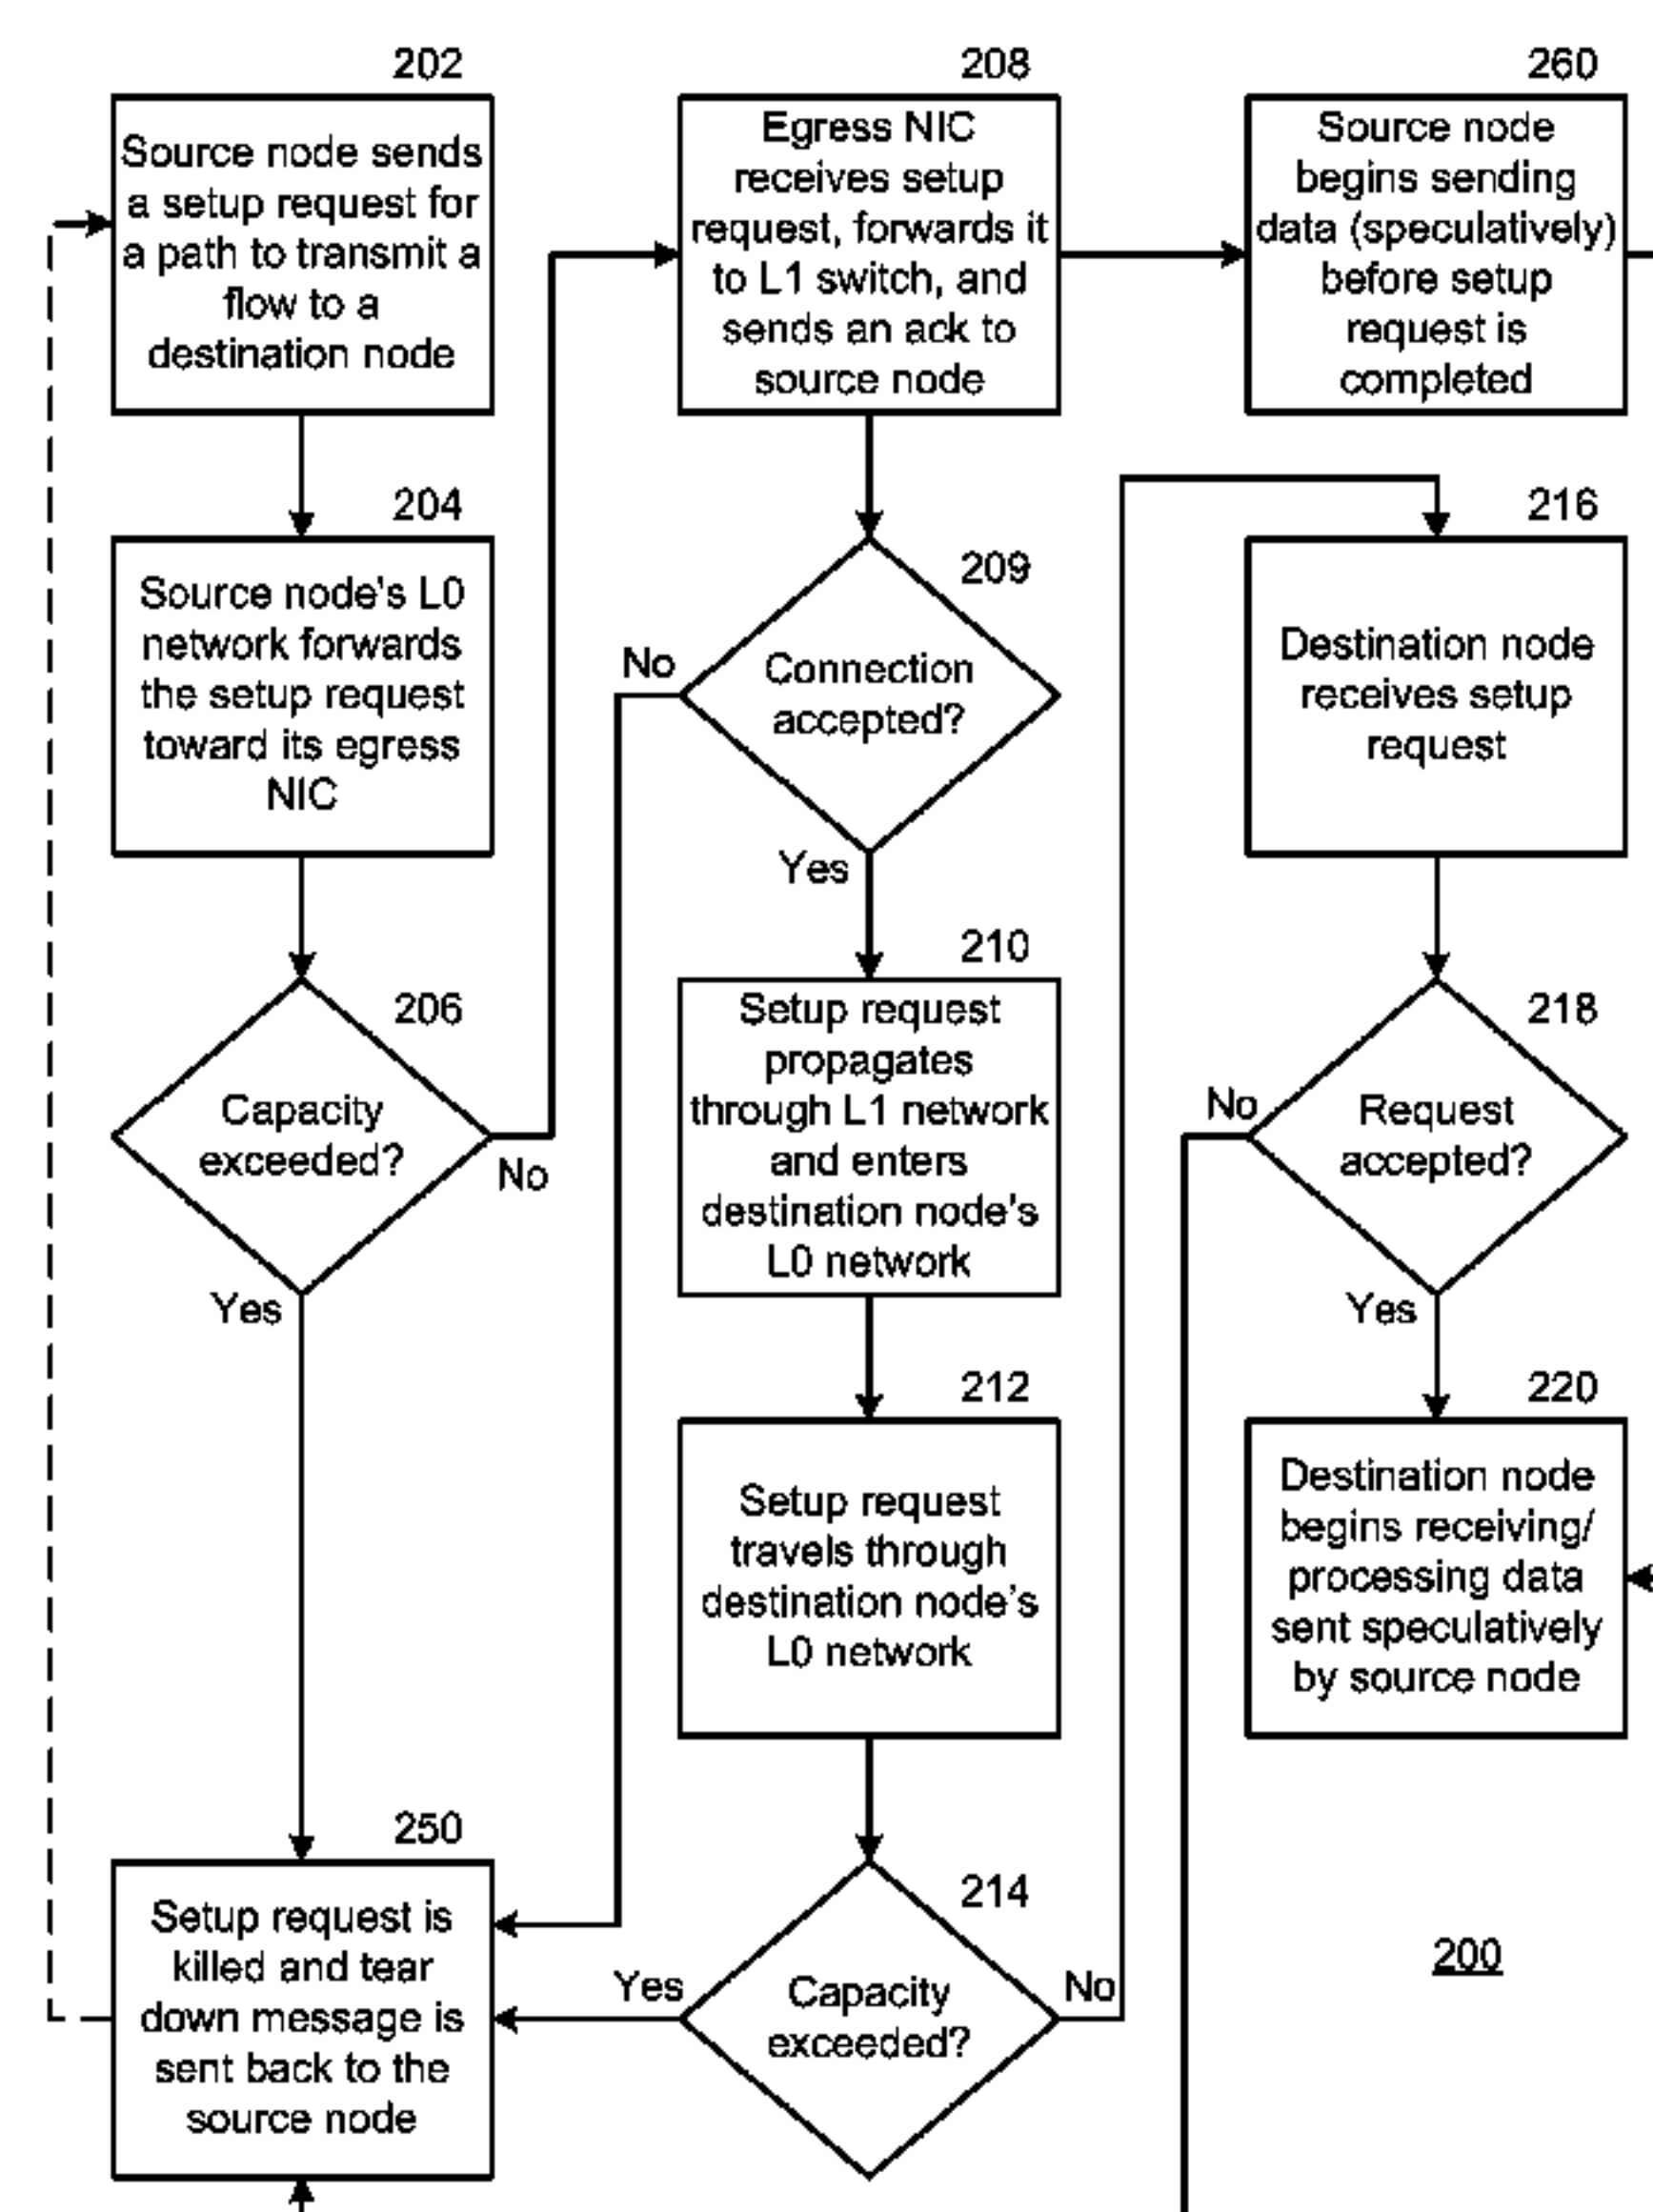 202
Source node sends
a setup request for
a path to transmit a
flow to a
destination node
204
Source node's L0
network forwards
the setup request
toward its egress
NIC
206
Capacity
exceeded?
No
Yes
250
Setup request is
killed and tear
down message is
sent back to the
source node
208
Egress NIC
receives setup
request, forwards it
to L1 switch, and
sends an ack to
source node
209
No
Connection
accepted?
Yes
210
Setup request
propagates
through L1 network
and enters
destination node's
L0 network
212
Setup request
travels through
destination node’s
L0 network
214
Yes
Capacity
exceeded?
No
260
Source node
begins sending
data (speculatively)
before setup
request is
completed
216
Destination node
receives setup
request
218
No
Request
accepted?
Yes
220
Destination node
begins receiving/
processing data
sent speculatively
by source node
200